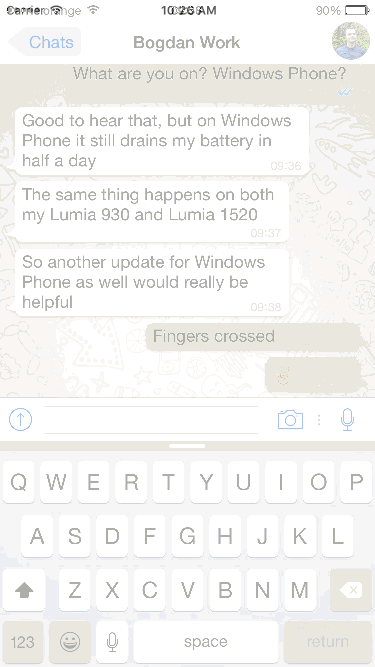 10:26 AM
90%
Chats
Bogdan Work
What are you on? Windows Phone?
Good to hear that, but on Windows
Phone it still drains my battery in
half a day
09:36
The same thing happens on both
my Lumia 930 and Lumia 1520
09:37
So another update for Windows
Phone as well would really be
helpful
09:38
Fingers crossed
Q W E R T Y U I O P
A S D F G H J K L
Z X C V B N M
123
space
return